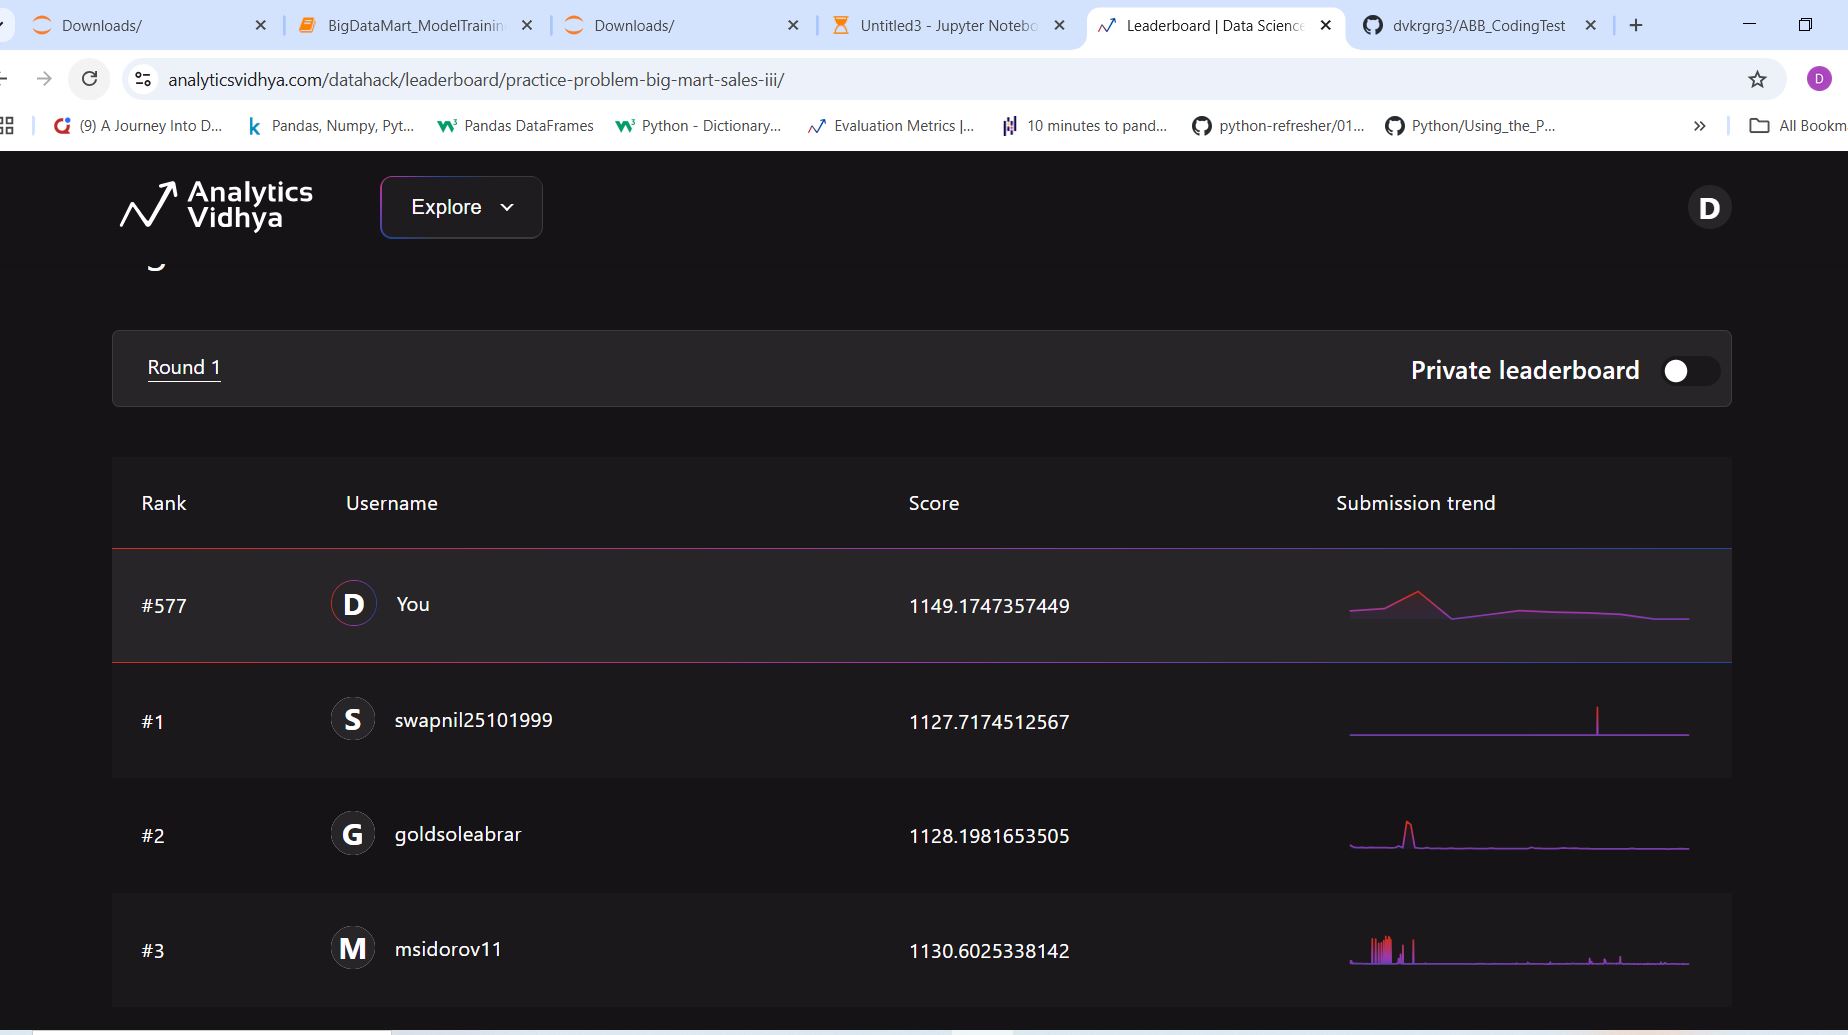 Downloads/
BigDataMart_ModelTrainin
Downloads/
Untitled3 - Jupyter Notebo
Leaderboard | Data Science
dvkrgrg3/ABB_CodingTest
analyticsvidhya.com/datahack/leaderboard/practice-problem-big-mart-sales-iii/
D
(9) A Journey Into D...
Pandas, Numpy, Pyt...
Pandas DataFrames
Python - Dictionary...
Evaluation Metrics |...
10 minutes to pand...
python-refresher/01...
Python/Using_the_P...
All Bookm
Analytics
Vidhya
Explore
D
Round 1
Private leaderboard
Rank Username Score Submission trend
#577 D You 1149.1747357449
#1 S swapnil25101999 1127.7174512567
#2 G goldsoleabrar 1128.1981653505
#3 M msidorov11 1130.6025338142